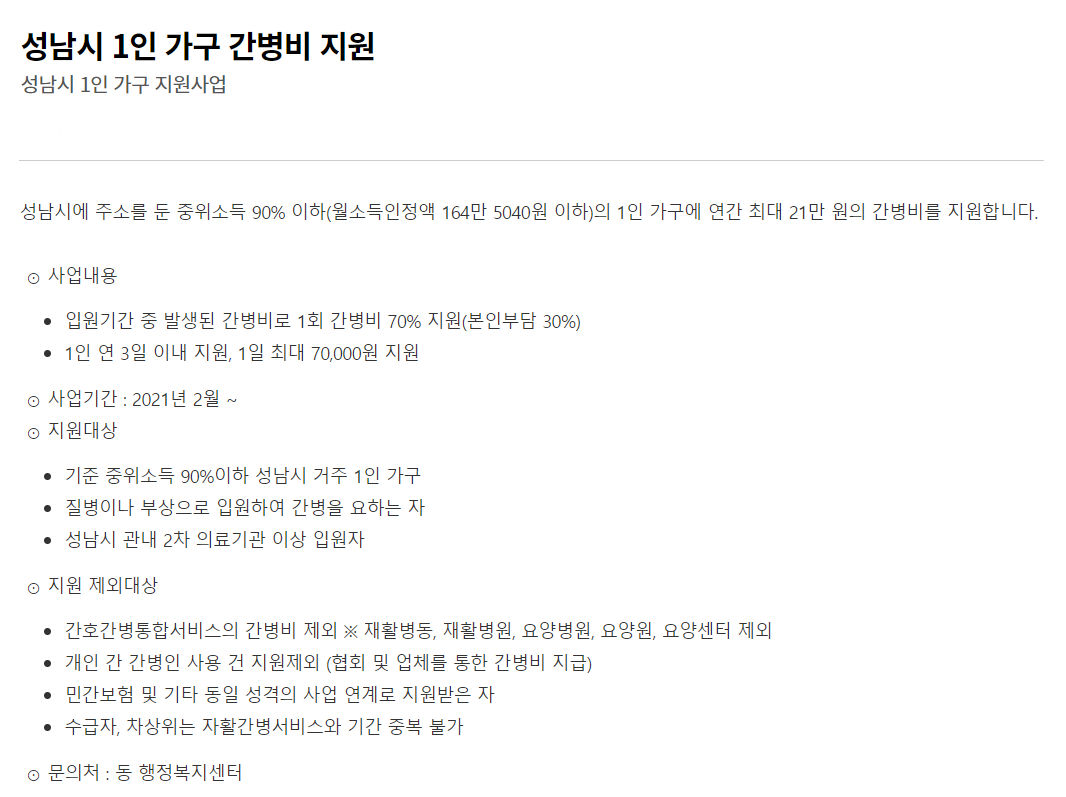 성남시 1인 가구 간병비 지원
성남시 1인 가구 지원사업
성남시에 주소를 둔 중위소득 90% 이하(월소득인정액 164만 5040원 이하)의 1인 가구에 연간 최대 21만 원의 간병비를 지원합니다.
⊙ 사업내용
• 입원기간 중 발생된 간병비로 1회 간병비 70% 지원(본인부담 30%)
• 1인 연 3일 이내 지원, 1일 최대 70,000원 지원
⊙ 사업기간 : 2021년 2월 ~
⊙ 지원대상
• 기준 중위소득 90%이하 성남시 거주 1인 가구
• 질병이나 부상으로 입원하여 간병을 요하는 자
• 성남시 관내 2차 의료기관 이상 입원자
⊙ 지원 제외대상
• 간호간병통합서비스의 간병비 제외 ※ 재활병동, 재활병원, 요양병원, 요양원, 요양센터 제외
• 개인 간 간병인 사용 건 지원제외 (협회 및 업체를 통한 간병비 지급)
• 민간보험 및 기타 동일 성격의 사업 연계로 지원받은 자
• 수급자, 차상위는 자활간병서비스와 기간 중복 불가
⊙ 문의처 : 동 행정복지센터